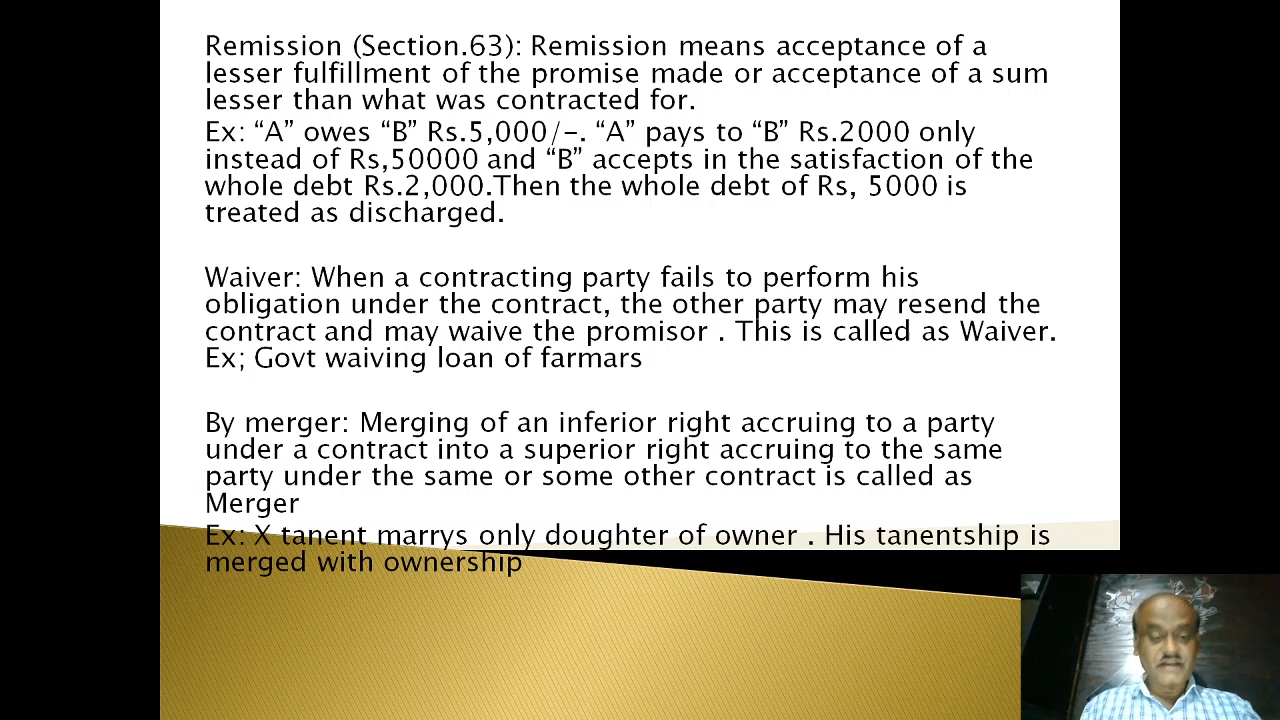 Remission (Section.63): Remission means acceptance of a
lesser fulfillment of the promise made or acceptance of a sum
lesser than what was contracted for.
Ex: “A” owes “B” Rs.5,000/-. “A” pays to “B” Rs.2000 only
instead of Rs,50000 and “B” accepts in the satisfaction of the
whole debt Rs.2,000.Then the whole debt of Rs, 5000 is
treated as discharged.
Waiver: When a contracting party fails to perform his
obligation under the contract, the other party may resend the
contract and may waive the promisor . This is called as Waiver.
Ex; Govt waiving loan of farmars
By merger: Merging of an inferior right accruing to a party
under a contract into a superior right accruing to the same
party under the same or some other contract is called as
Merger
Ex: X tanent marrys only doughter of owner . His tanentship is
merged with ownership